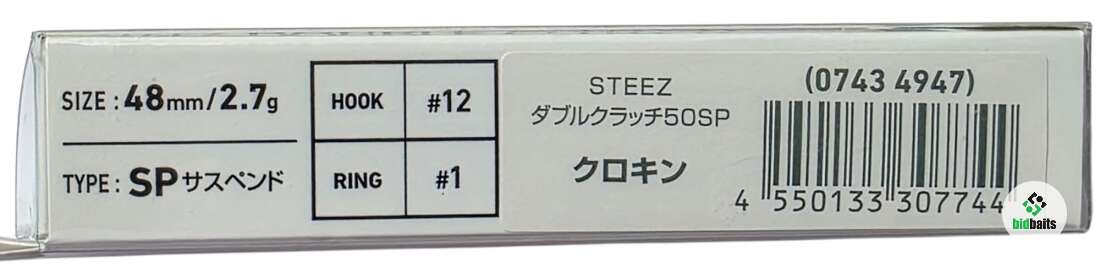 SIZE : 48mm/2.7g
TYPE : SP サスペンド
HOOK #12
RING #1
STEEZ
ダブルクラッチ50SP
クロキン
(0743 4947)
4 550133 307744
bidbaits